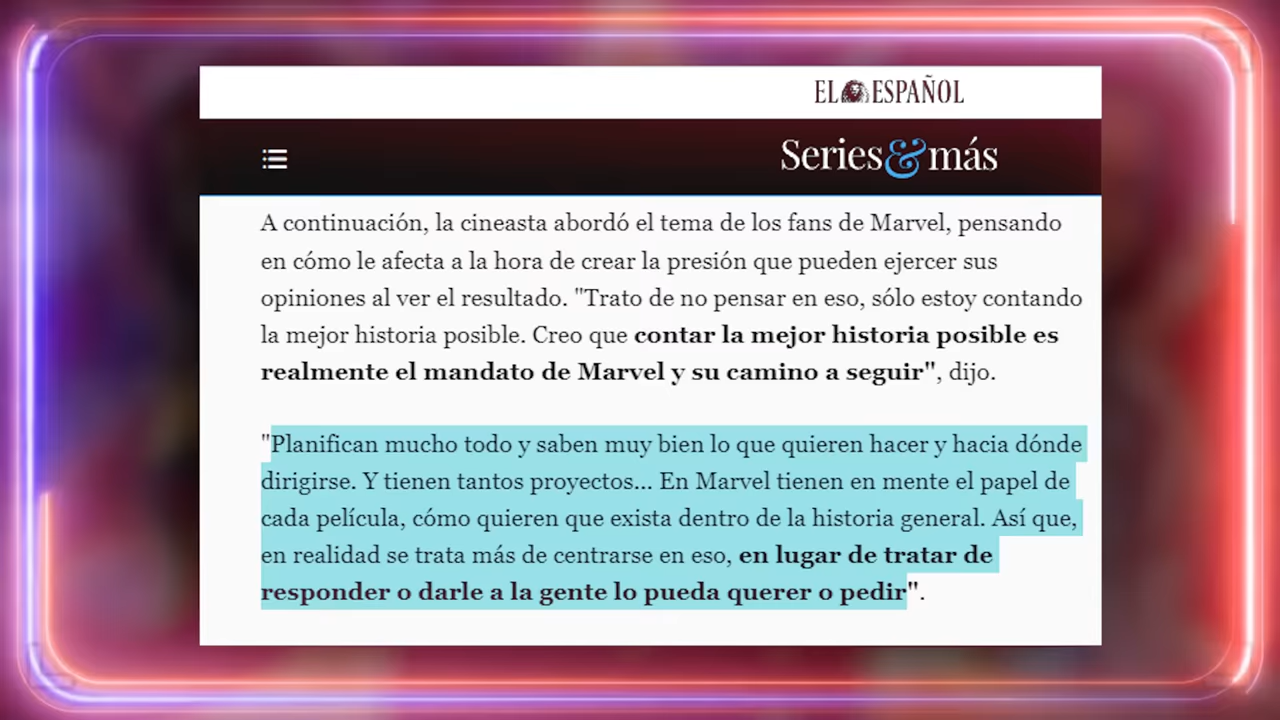 EL ESPAÑOL
Series&más
A continuación, la cineasta abordó el tema de los fans de Marvel, pensando
en cómo le afecta a la hora de crear la presión que pueden ejercer sus
opiniones al ver el resultado. "Trato de no pensar en eso, sólo estoy contando
la mejor historia posible. Creo que contar la mejor historia posible es
realmente el mandato de Marvel y su camino a seguir", dijo.
"Planifican mucho todo y saben muy bien lo que quieren hacer y hacia dónde
dirigirse. Y tienen tantos proyectos... En Marvel tienen en mente el papel de
cada película, cómo quieren que exista dentro de la historia general. Así que,
en realidad se trata más de centrarse en eso, en lugar de tratar de
responder o darle a la gente lo pueda querer o pedir".